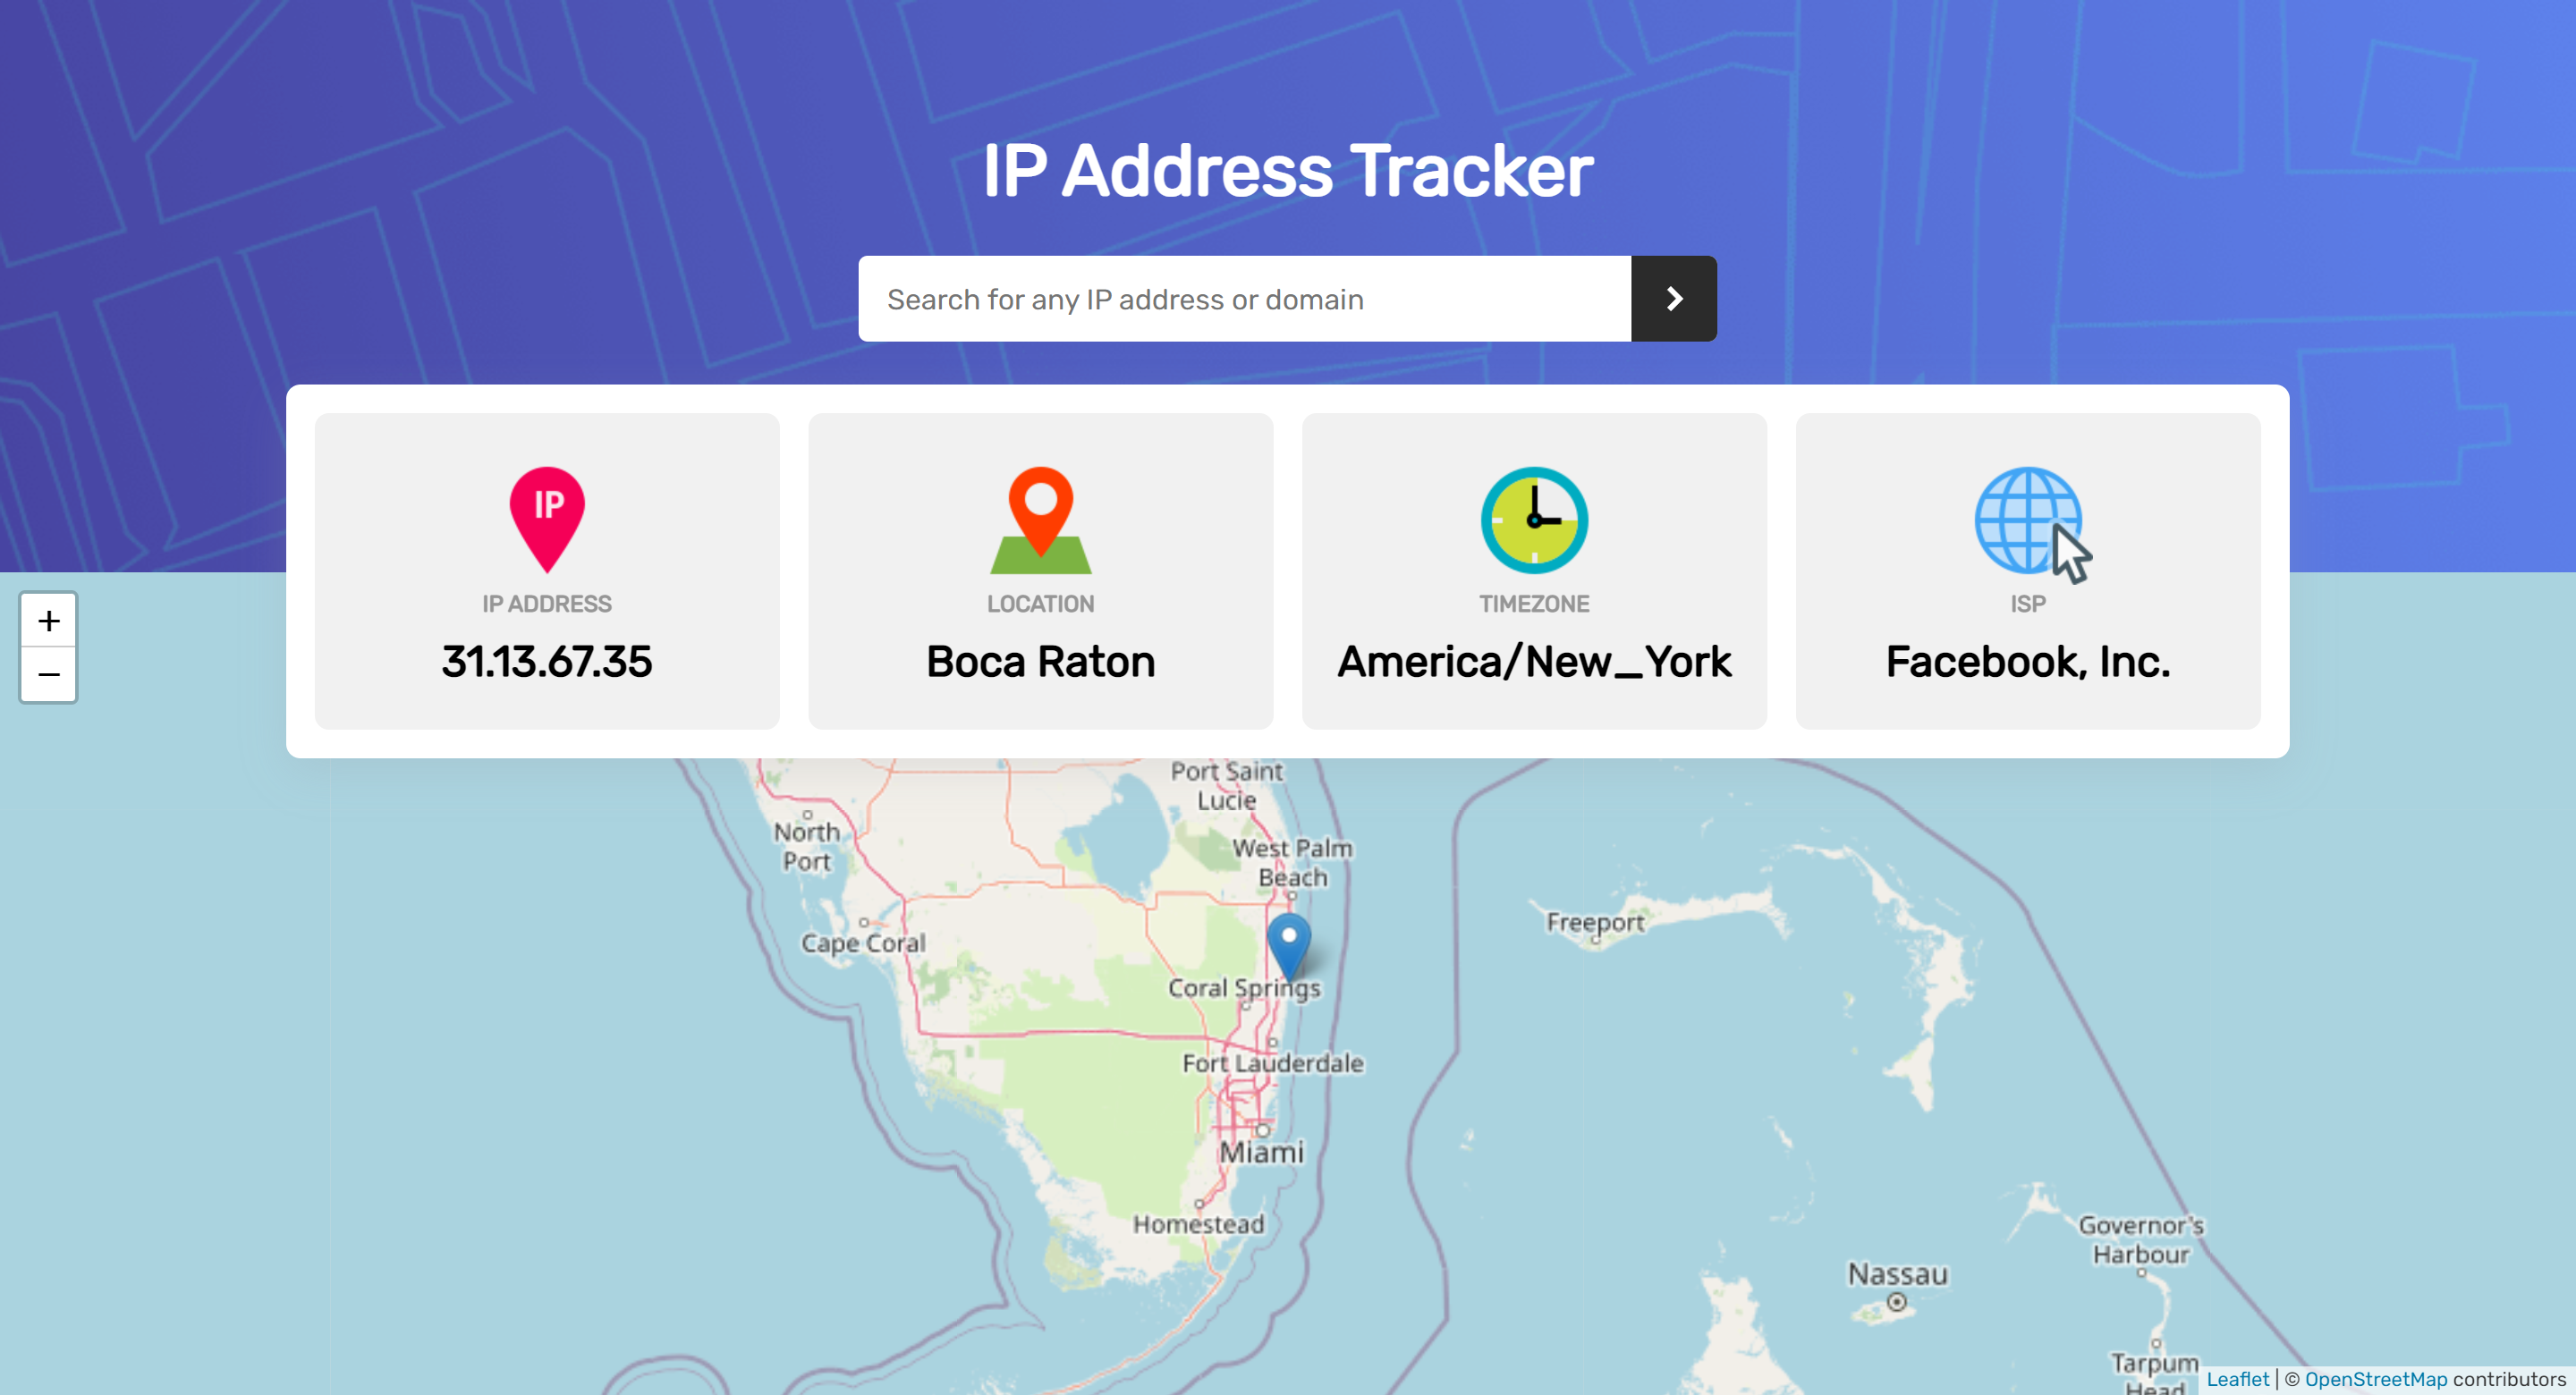 IP Address Tracker
Search for any IP address or domain
IP
IP ADDRESS
31.13.67.35
LOCATION
Boca Raton
TIMEZONE
America/New_York
ISP
Facebook, Inc.
+
−
Port Saint
Lucie
North
Port
West Palm
Beach
Cape Coral
Freeport
Coral Springs
Fort Lauderdale
Miami
Homestead
Governor's
Harbour
Nassau
Tarpum
Head
Leaflet | © OpenStreetMap contributors